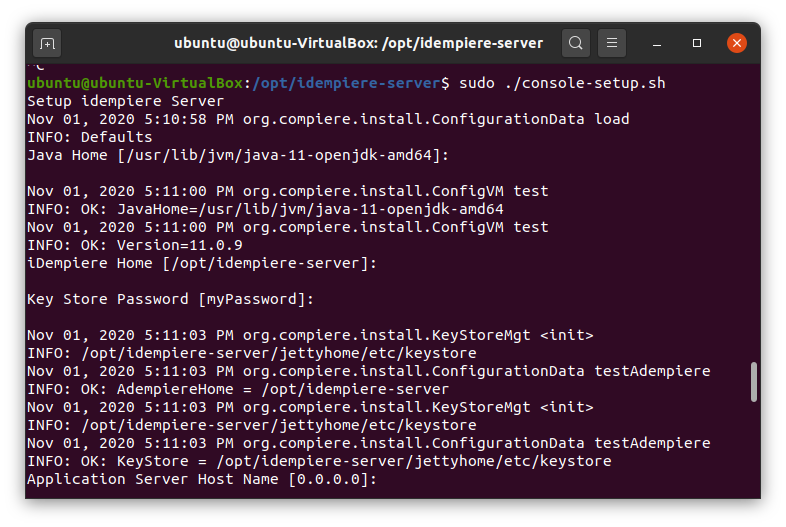 ubuntu@ubuntu-VirtualBox: /opt/idempiere-server
^C
ubuntu@ubuntu-VirtualBox:/opt/idempiere-server$ sudo ./console-setup.sh
Setup idempiere Server
Nov 01, 2020 5:10:58 PM org.compiere.install.ConfigurationData load
INFO: Defaults
Java Home [/usr/lib/jvm/java-11-openjdk-amd64]:
Nov 01, 2020 5:11:00 PM org.compiere.install.ConfigVM test
INFO: OK: JavaHome=/usr/lib/jvm/java-11-openjdk-amd64
Nov 01, 2020 5:11:00 PM org.compiere.install.ConfigVM test
INFO: OK: Version=11.0.9
iDempiere Home [/opt/idempiere-server]:
Key Store Password [myPassword]:
Nov 01, 2020 5:11:03 PM org.compiere.install.KeyStoreMgt <init>
INFO: /opt/idempiere-server/jettyhome/etc/keystore
Nov 01, 2020 5:11:03 PM org.compiere.install.ConfigurationData testAdempiere
INFO: OK: AdempiereHome = /opt/idempiere-server
Nov 01, 2020 5:11:03 PM org.compiere.install.KeyStoreMgt <init>
INFO: /opt/idempiere-server/jettyhome/etc/keystore
Nov 01, 2020 5:11:03 PM org.compiere.install.ConfigurationData testAdempiere
INFO: OK: KeyStore = /opt/idempiere-server/jettyhome/etc/keystore
Application Server Host Name [0.0.0.0]: